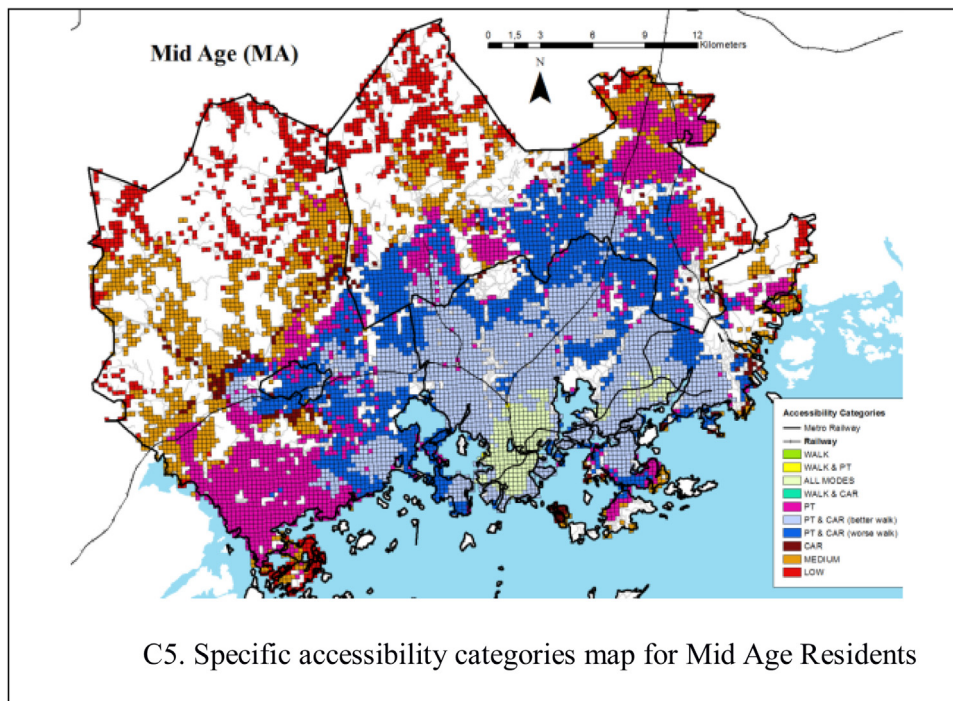 Mid Age (MA)
0 1,5 3 6 9 12
Kilometers
N
Accessibility Categories
Metro Railway
Railway
WALK
WALK & PT
ALL MODES
WALK & CAR
PT
PT & CAR (better walk)
PT & CAR (worse walk)
CAR
MEDIUM
LOW
C5. Specific accessibility categories map for Mid Age Residents